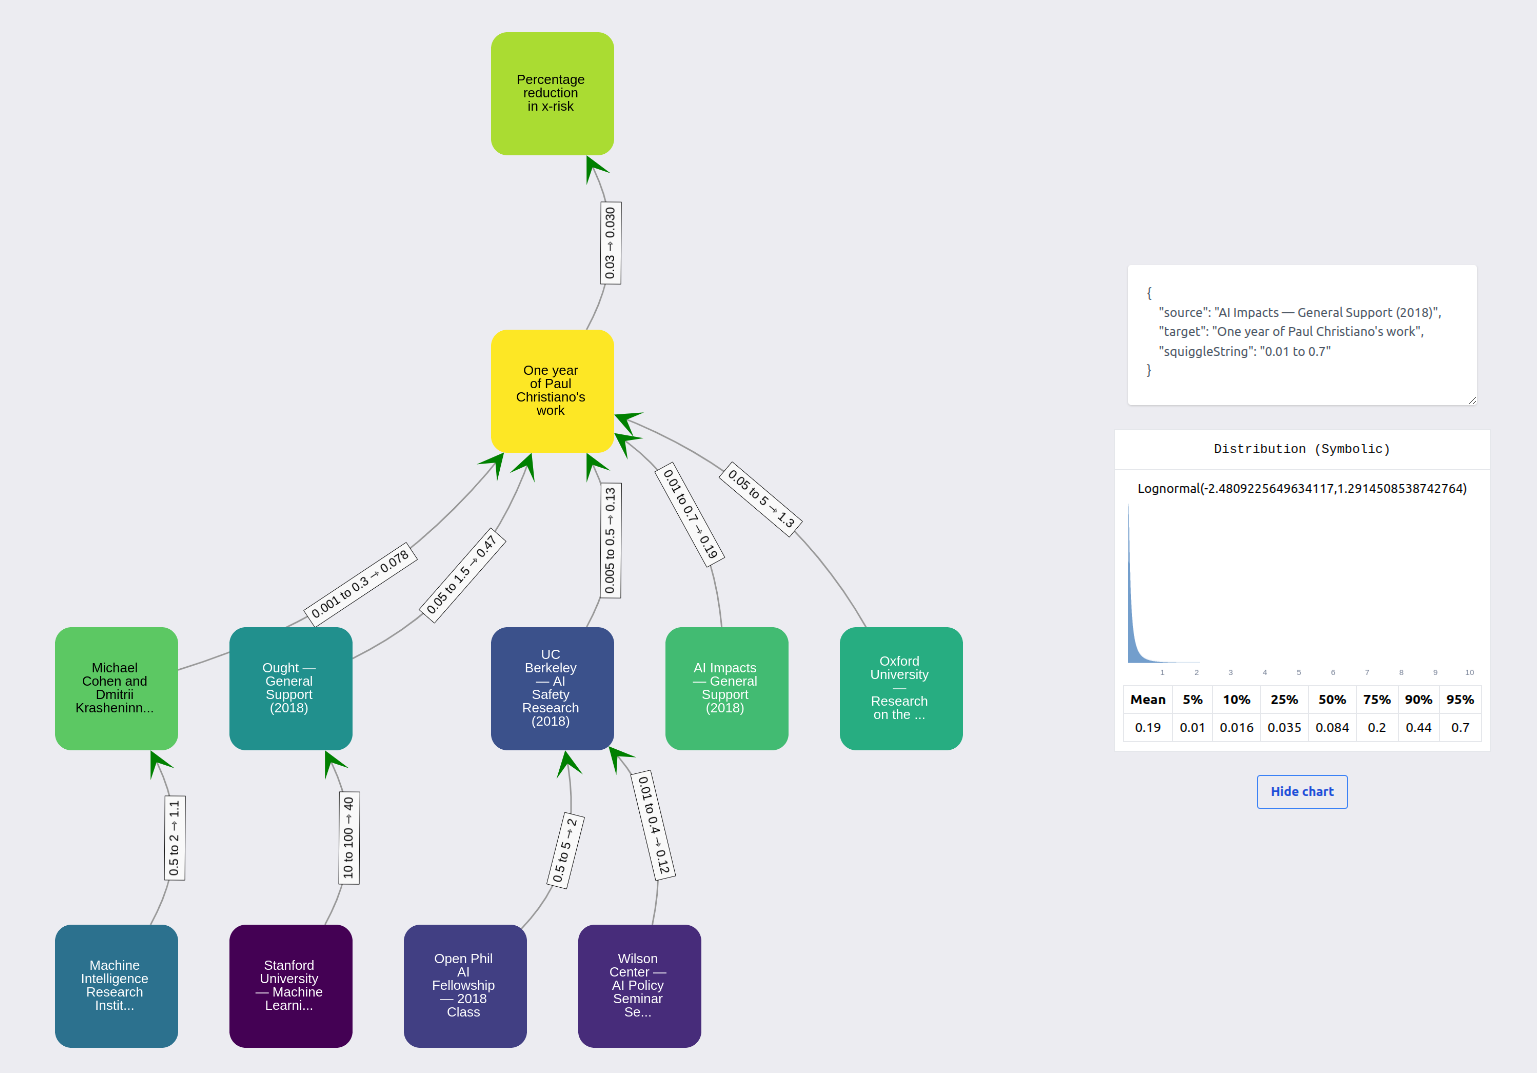 Percentage
reduction
in x-risk
0.03 → 0.030
One year
of Paul
Christiano's
work
0.001 to 0.3 → 0.078
0.05 to 1.5 → 0.47
0.005 to 0.5 → 0.13
0.01 to 0.7 → 0.19
0.05 to 5 → 1.3
Michael
Cohen and
Dmitrii
Krasheninn...
Ought —
General
Support
(2018)
UC
Berkeley
— AI
Safety
Research
(2018)
AI Impacts
— General
Support
(2018)
Oxford
University
—
Research
on the ...
0.5 to 2 → 1.1
10 to 100 → 40
0.5 to 5 → 2
0.01 to 0.4 → 0.12
Machine
Intelligence
Research
Instit...
Stanford
University
— Machine
Learni...
Open Phil
AI
Fellowship
— 2018
Class
Wilson
Center —
AI Policy
Seminar
Se...
{
"source": "AI Impacts — General Support (2018)",
"target": "One year of Paul Christiano's work",
"squiggleString": "0.01 to 0.7"
}
Distribution (Symbolic)
Lognormal(-2.4809225649634117,1.2914508538742764)
1 2 3 4 5 6 7 8 9 10
Mean 5% 10% 25% 50% 75% 90% 95%
0.19 0.01 0.016 0.035 0.084 0.2 0.44 0.7
Hide chart